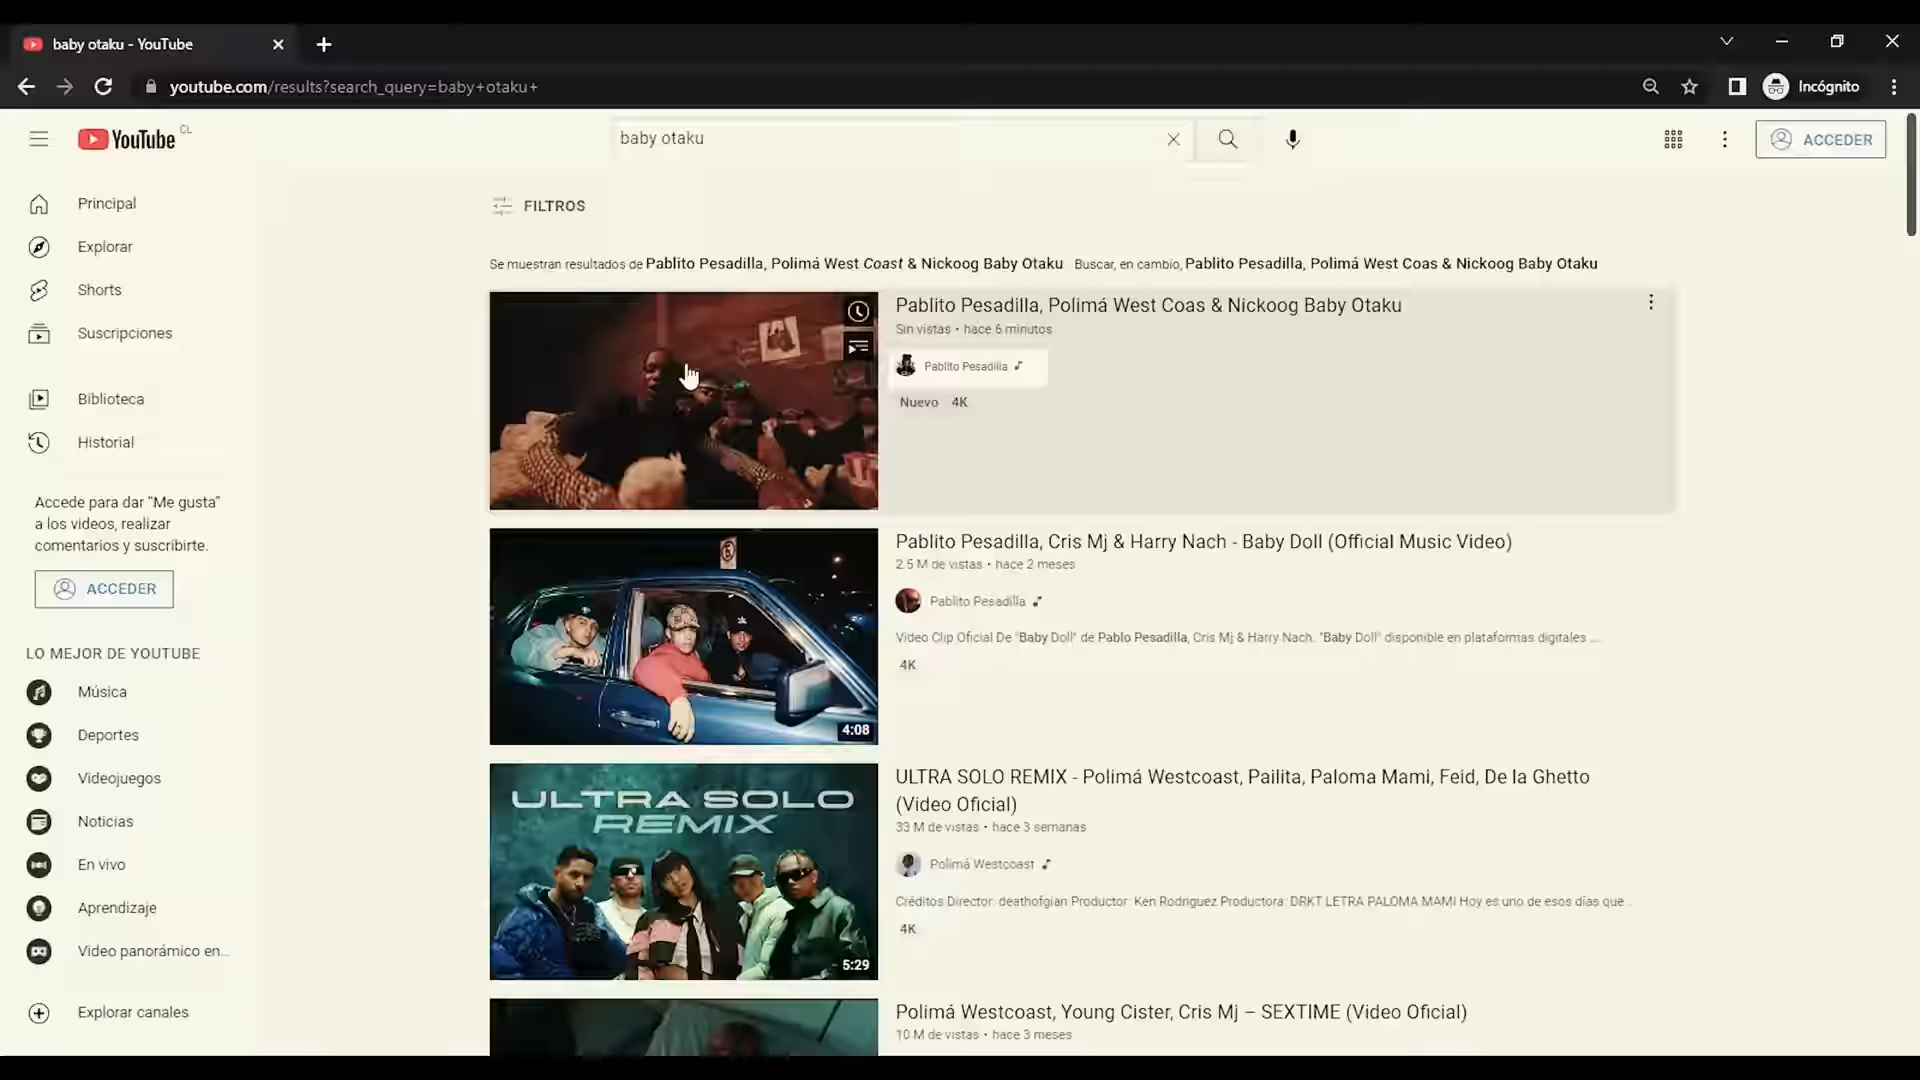 baby otaku - YouTube
youtube.com/results?search_query=baby+otaku+
Incógnito
YouTube CL
baby otaku
ACCEDER
Principal
Explorar
Shorts
Suscripciones
Biblioteca
Historial
Accede para dar "Me gusta"
a los videos, realizar
comentarios y suscribirte.
ACCEDER
LO MEJOR DE YOUTUBE
Música
Deportes
Videojuegos
Noticias
En vivo
Aprendizaje
Video panorámico en...
Explorar canales
FILTROS
Se muestran resultados de Pablito Pesadilla, Polimá West Coast & Nickoog Baby Otaku Buscar, en cambio, Pablito Pesadilla, Polimá West Coas & Nickoog Baby Otaku
Pablito Pesadilla, Polimá West Coas & Nickoog Baby Otaku
Sin vistas • hace 6 minutos
Pablito Pesadilla
Nuevo 4K
Pablito Pesadilla, Cris Mj & Harry Nach - Baby Doll (Official Music Video)
2.5 M de vistas • hace 2 meses
Pablito Pesadilla
Video Clip Oficial De "Baby Doll" de Pablo Pesadilla, Cris Mj & Harry Nach. "Baby Doll" disponible en plataformas digitales ...
4K
4:08
ULTRA SOLO
REMIX
5:29
ULTRA SOLO REMIX - Polimá Westcoast, Pailita, Paloma Mami, Feid, De la Ghetto
(Video Oficial)
33 M de vistas • hace 3 semanas
Polimá Westcoast
Créditos Director: deathofgian Productor: Ken Rodriguez Productora: DRKT LETRA PALOMA MAMI Hoy es uno de esos días que ...
4K
Polimá Westcoast, Young Cister, Cris Mj – SEXTIME (Video Oficial)
10 M de vistas • hace 3 meses